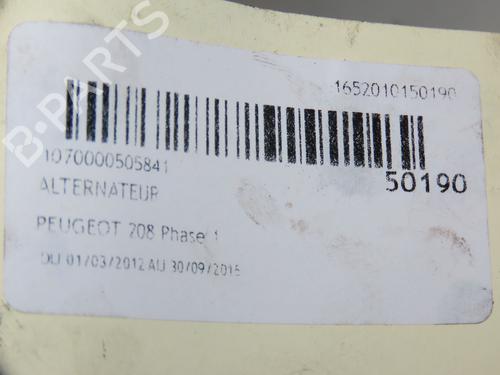 B-PARTS
1652010150190
1070000505841
50190
ALTERNATEUR
PEUGEOT 208 Phase 1
DU 01/03/2012 AU 30/09/2015